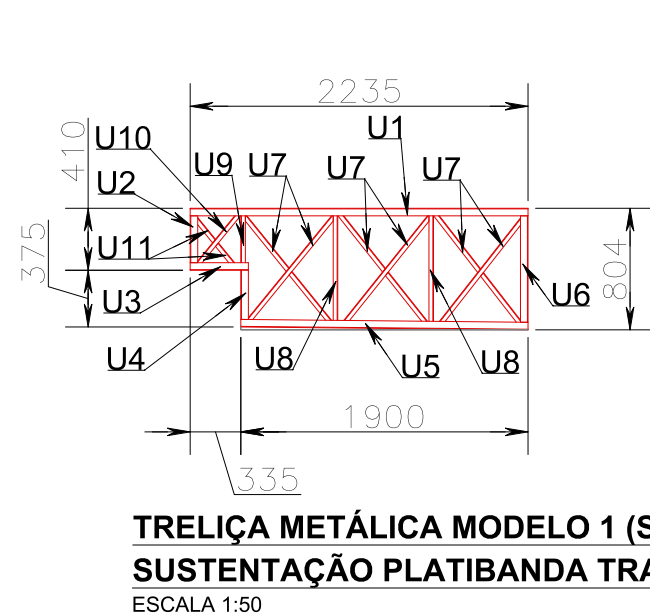 2235
U1
410
U10
U9 U7 U7 U7
U2
375
U11
804
U3
U6
U4
U8
U5
U8
1900
335
TRELIÇA METÁLICA MODELO 1 (S
SUSTENTAÇÃO PLATIBANDA TRA
ESCALA 1:50